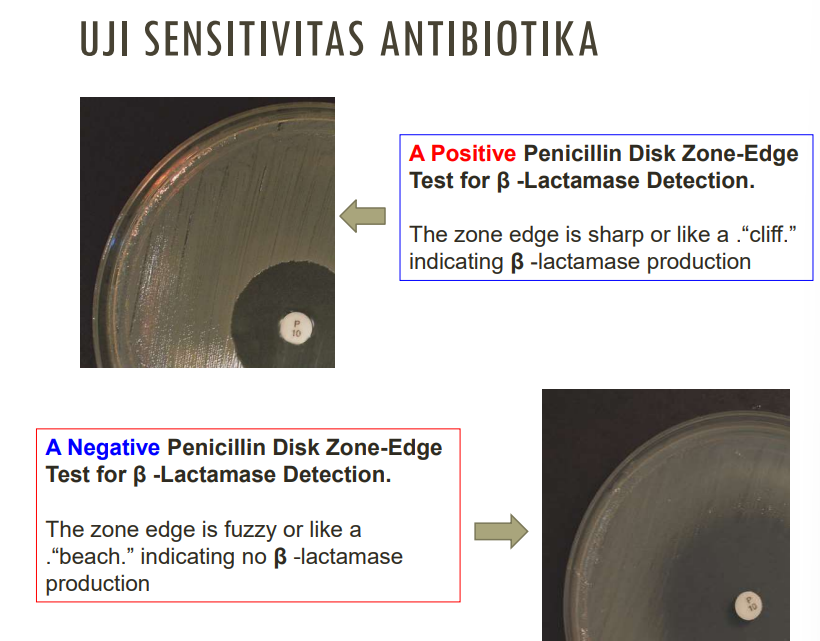 UJI SENSITIVITAS ANTIBIOTIKA
A Positive Penicillin Disk Zone-Edge
Test for β -Lactamase Detection.
The zone edge is sharp or like a .“cliff.”
indicating β -lactamase production
P
10
A Negative Penicillin Disk Zone-Edge
Test for β -Lactamase Detection.
The zone edge is fuzzy or like a
.“beach.” indicating no β -lactamase
production
P
10